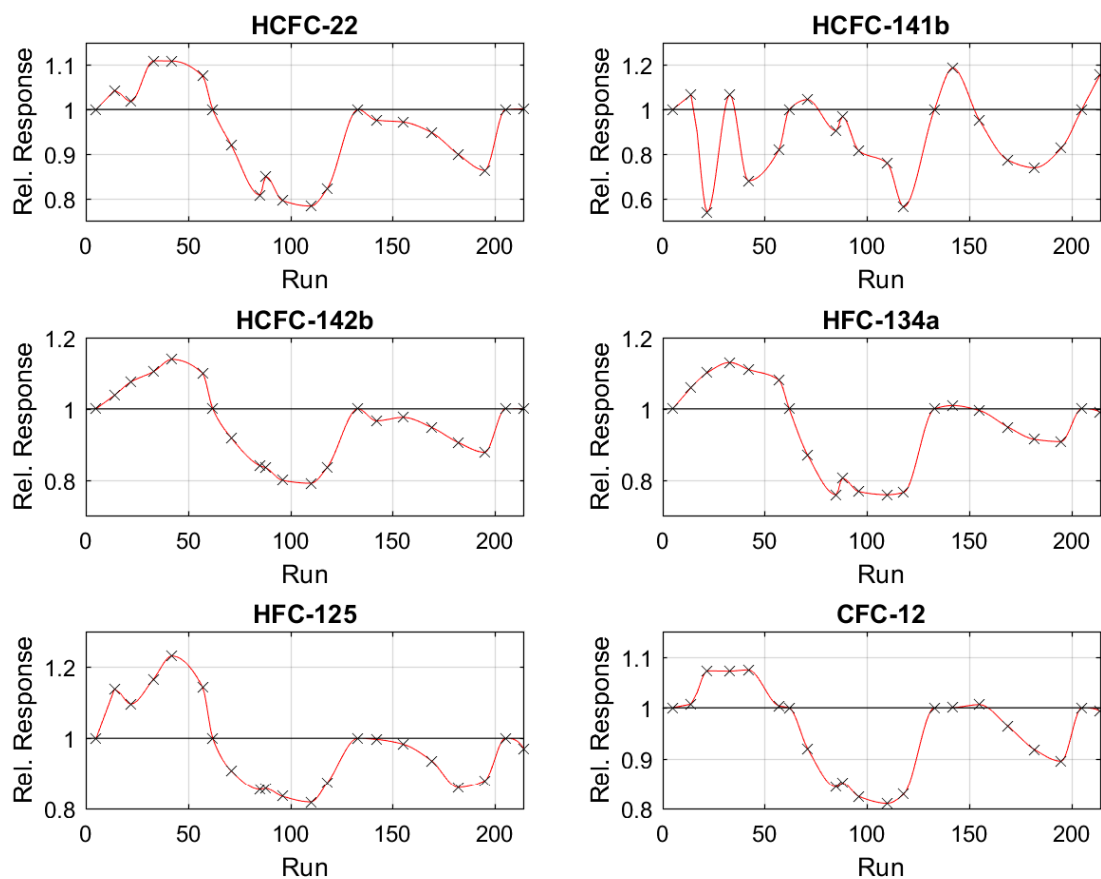 HCFC-22
Rel. Response
1.1
1
0.9
0.8
0
50
100
150
200
Run
HCFC-141b
Rel. Response
1.2
1
0.8
0.6
0
50
100
150
200
Run
HCFC-142b
Rel. Response
1.2
1
0.8
0
50
100
150
200
Run
HFC-134a
Rel. Response
1.2
1
0.8
0
50
100
150
200
Run
HFC-125
Rel. Response
1.2
1
0.8
0
50
100
150
200
Run
CFC-12
Rel. Response
1.1
1
0.9
0.8
0
50
100
150
200
Run